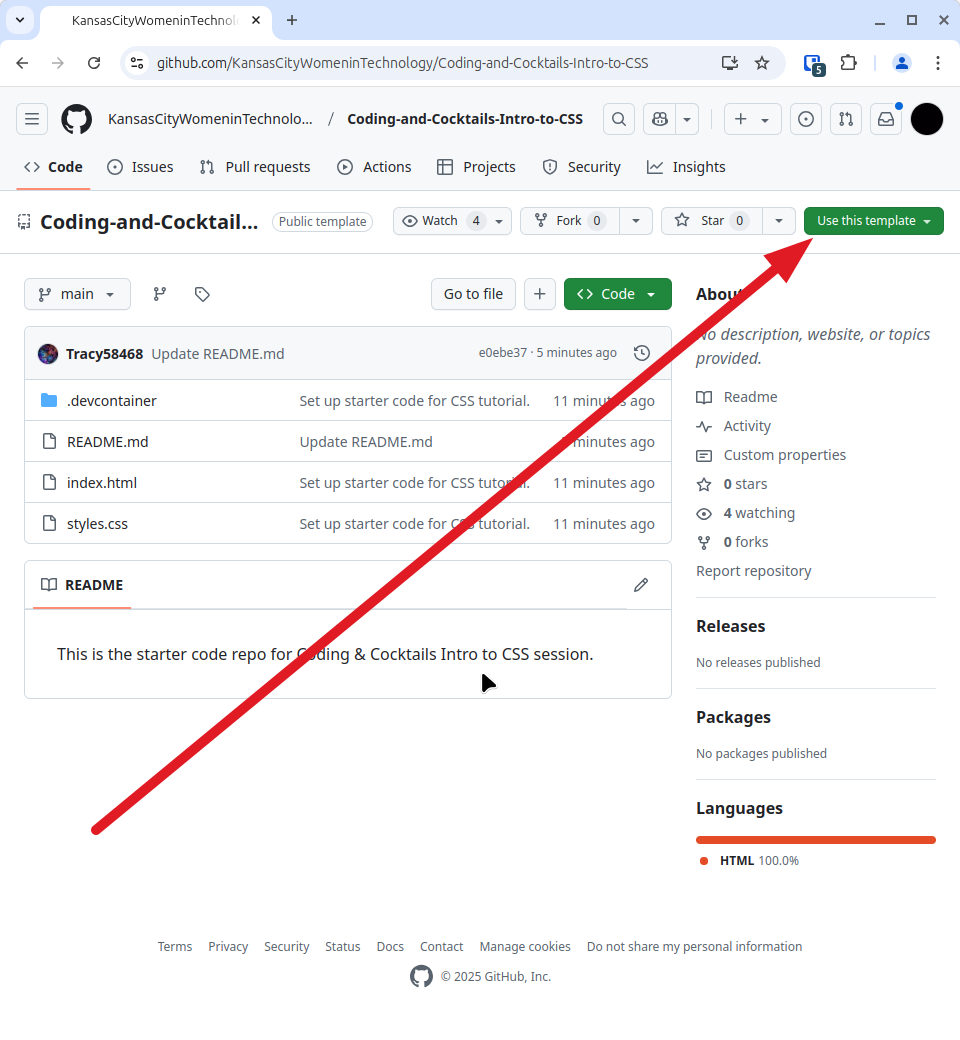 KansasCityWomeninTechnol
github.com/KansasCityWomeninTechnology/Coding-and-Cocktails-Intro-to-CSS
5
KansasCityWomeninTechnolo... / Coding-and-Cocktails-Intro-to-CSS
Code Issues Pull requests Actions Projects Security Insights
Coding-and-Cocktail... Public template Watch 4 Fork 0 Star 0 Use this template
main Go to file Code
Tracy58468 Update README.md e0ebe37 · 5 minutes ago
.devcontainer Set up starter code for CSS tutorial. 11 minutes ago
README.md Update README.md minutes ago
index.html Set up starter code for CSS tutorial. 11 minutes ago
styles.css Set up starter code for CSS tutorial. 11 minutes ago
README
This is the starter code repo for Coding & Cocktails Intro to CSS session.
About
No description, website, or topics
provided.
Readme
Activity
Custom properties
0 stars
4 watching
0 forks
Report repository
Releases
No releases published
Packages
No packages published
Languages
HTML 100.0%
Terms Privacy Security Status Docs Contact Manage cookies Do not share my personal information
© 2025 GitHub, Inc.